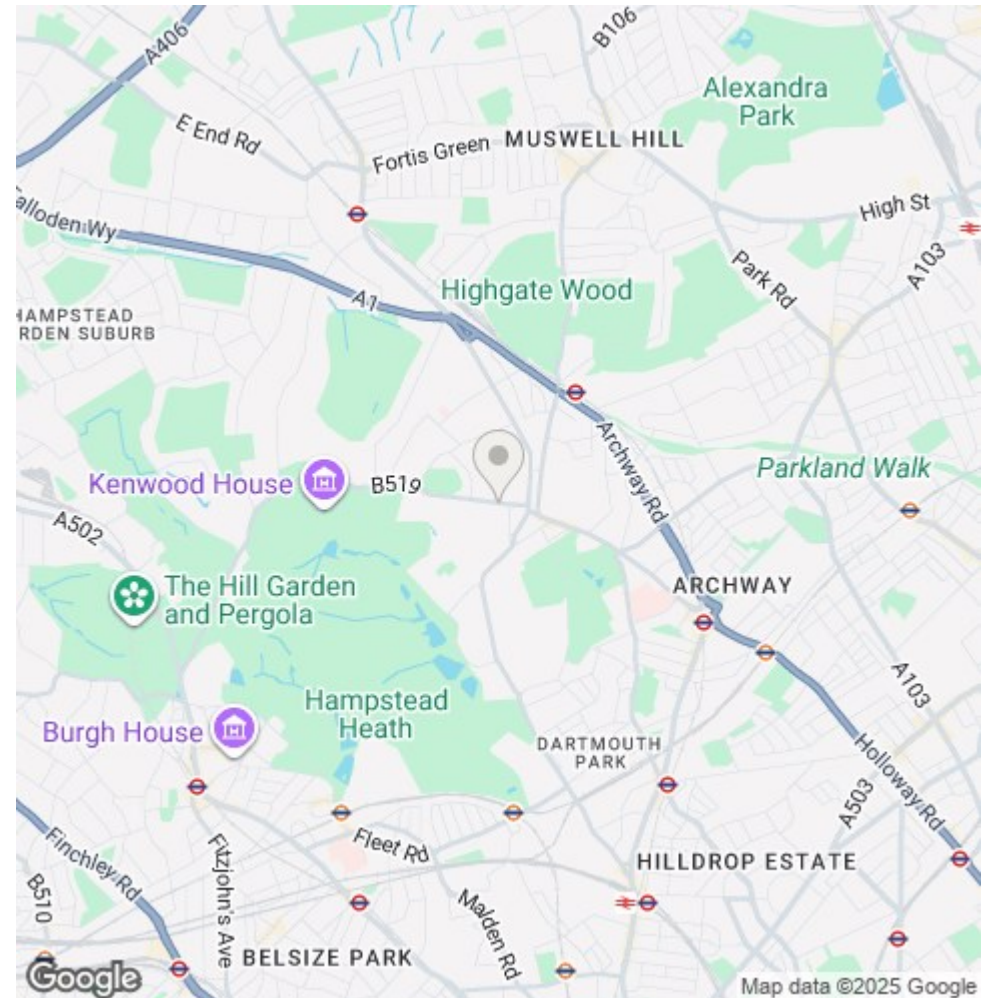 A406
B106
Alexandra
Park
E End Rd
Fortis Green
MUSWELL HILL
High St
alloden Wy
A103
Park Rd
Highgate Wood
A1
HAMPSTEAD
RDEN SUBURB
Archway Rd
Parkland Walk
Kenwood House
B519
A502
ARCHWAY
The Hill Garden
and Pergola
A103
Hampstead
Heath
Burgh House
DARTMOUTH
PARK
Holloway Rd
A503
Fleet Rd
Finchley Rd
Fitzjohn's Ave
HILLDROP ESTATE
B510
Malden Rd
BELSIZE PARK
Google
Map data ©2025 Google